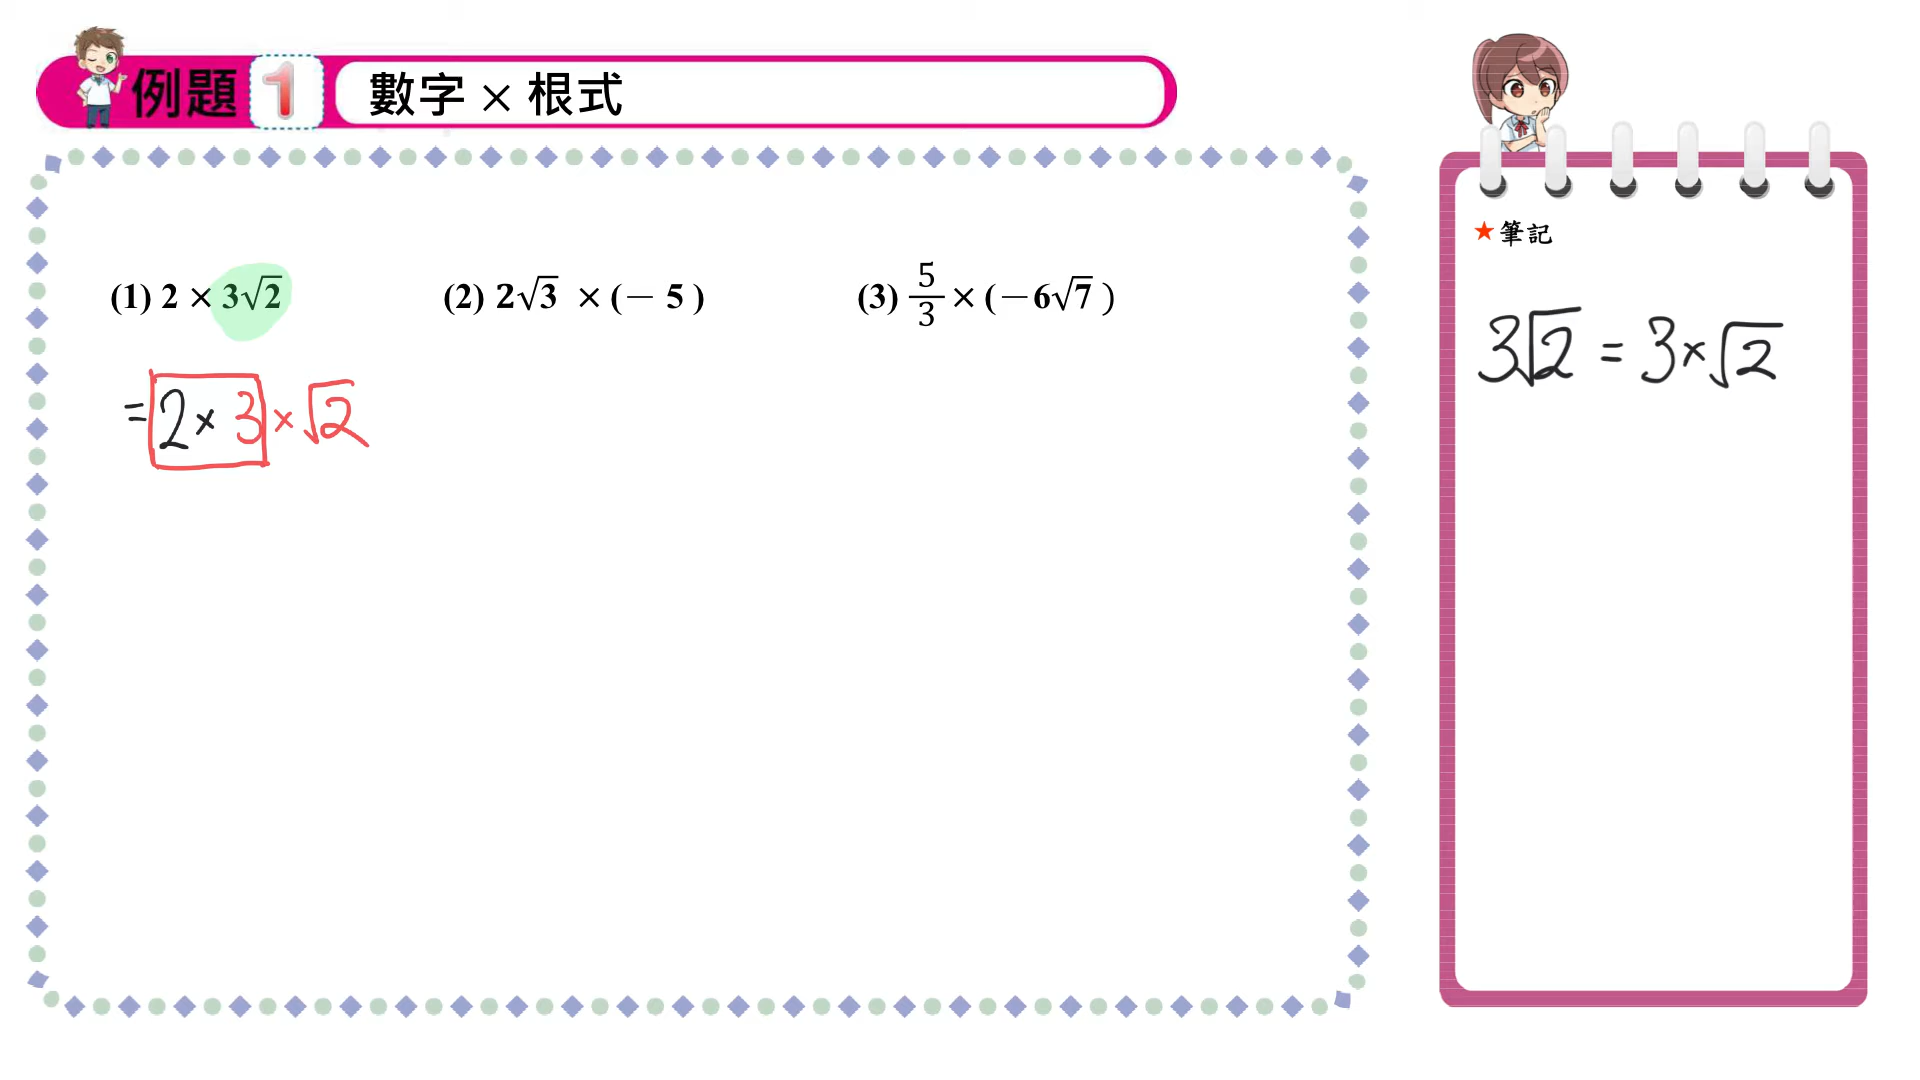 例題 1 數字 × 根式
★筆記
(1) 2 × 3√2 (2) 2√3 × (− 5 ) (3) 5/3 × (−6√7 )
= 2 × 3 × √2
3√2 = 3×√2